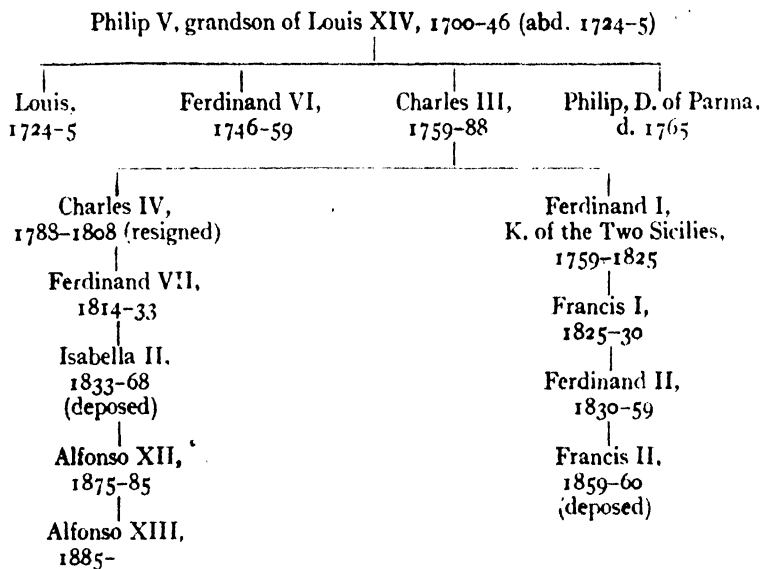 Philip V, grandson of Louis XIV, 1700-46 (abd. 1724-5)
Louis, Ferdinand VI, Charles III, Philip, D. of Parma,
1724-5 1746-59 1759-88 d. 1765
Charles IV, Ferdinand I,
1788-1808 (resigned) K. of the Two Sicilies,
1759-1825
Ferdinand VII, Francis I,
1814-33 1825-30
Isabella II, Ferdinand II,
1833-68 1830-59
(deposed)
Alfonso XII, Francis II,
1875-85 1859-60
(deposed)
Alfonso XIII,
1885-